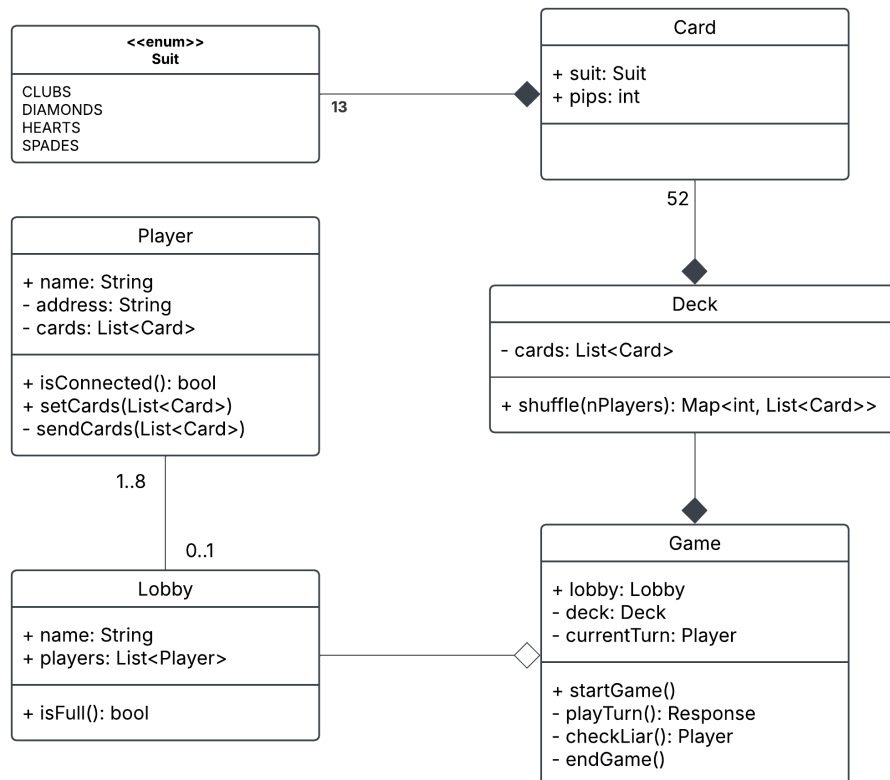 <<enum>>
Suit
CLUBS
DIAMONDS
HEARTS
SPADES
13
Card
+ suit: Suit
+ pips: int
52
Player
+ name: String
- address: String
- cards: List<Card>
+ isConnected(): bool
+ setCards(List<Card>)
- sendCards(List<Card>)
Deck
- cards: List<Card>
+ shuffle(nPlayers): Map<int, List<Card>>
1..8
0..1
Lobby
+ name: String
+ players: List<Player>
+ isFull(): bool
Game
+ lobby: Lobby
- deck: Deck
- currentTurn: Player
+ startGame()
- playTurn(): Response
- checkLiar(): Player
- endGame()